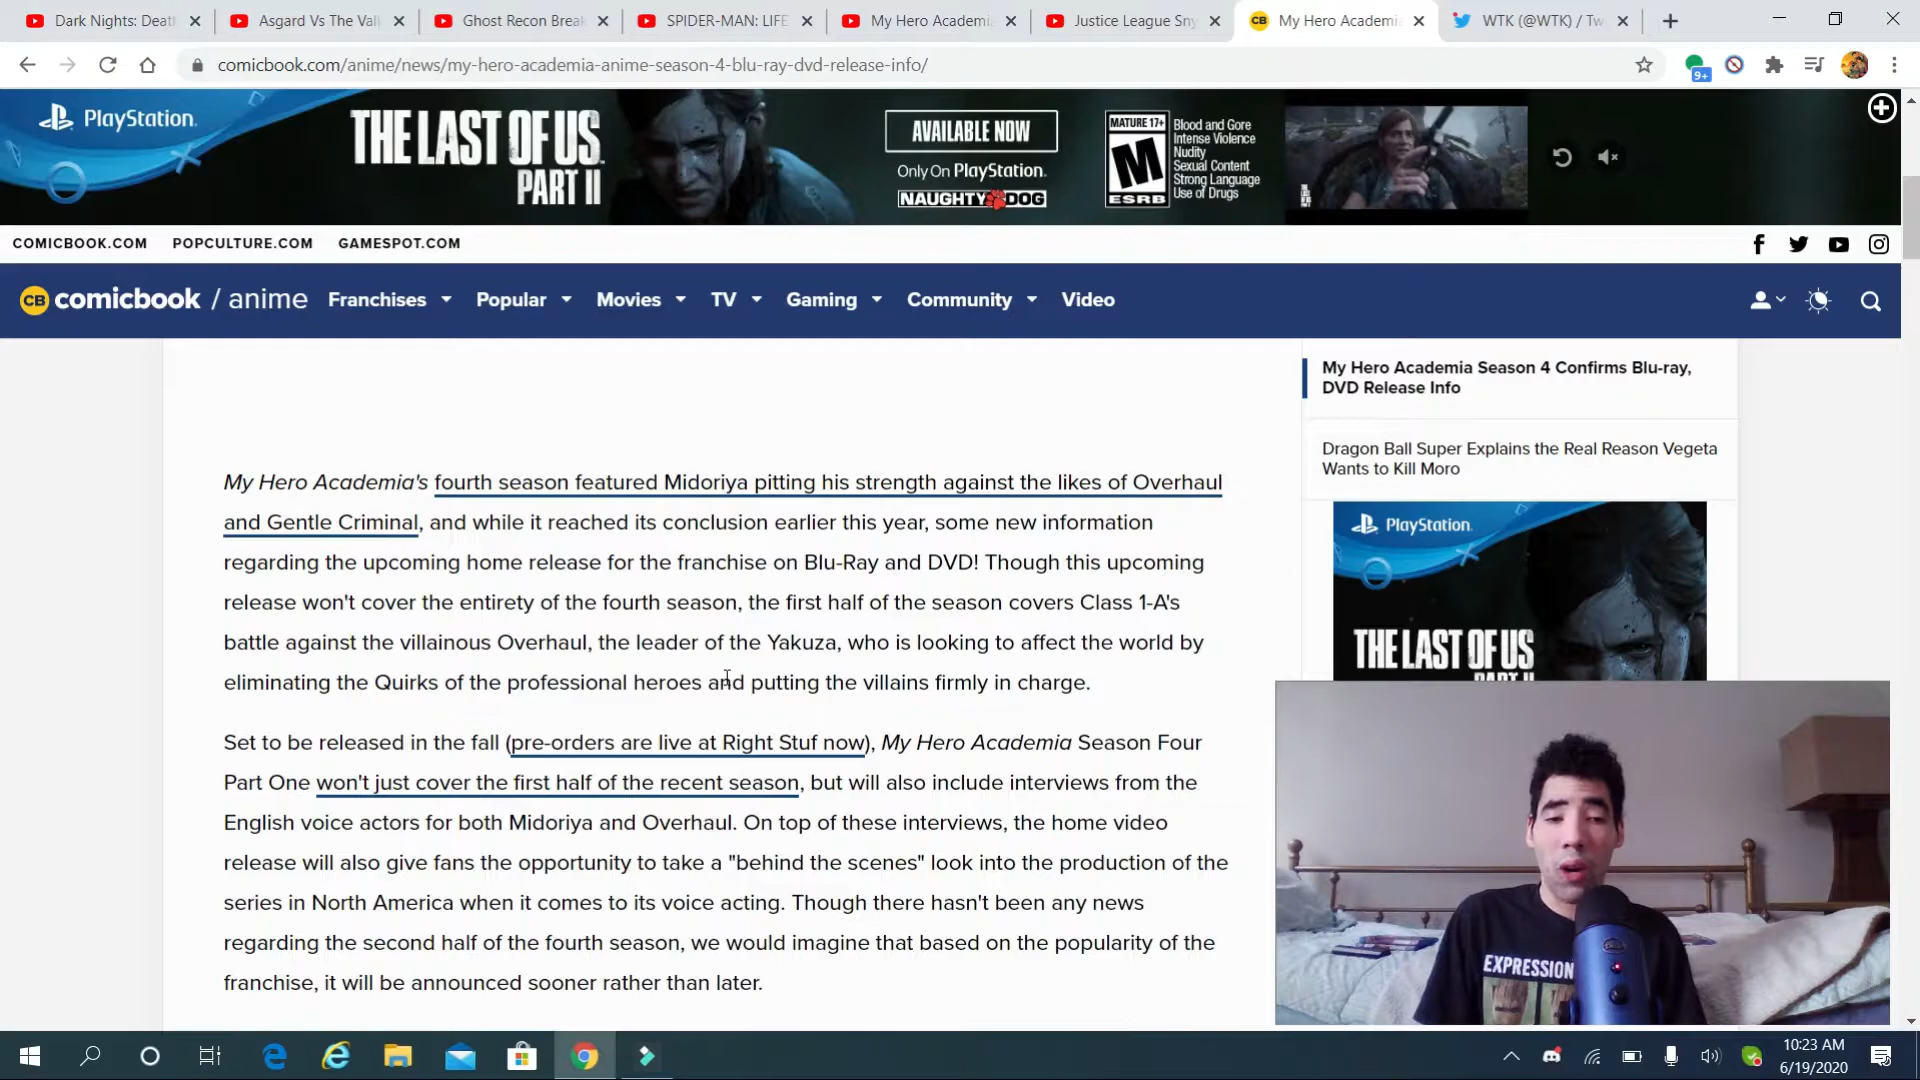 Dark Nights: Death
Asgard Vs The Val
Ghost Recon Break
SPIDER-MAN: LIFE
My Hero Academia
Justice League Sny
My Hero Academia
WTK (@WTK) / Tw
comicbook.com/anime/news/my-hero-academia-anime-season-4-blu-ray-dvd-release-info/
9+
PlayStation.
THE LAST OF US
PART II
AVAILABLE NOW
Only On PlayStation.
NAUGHTY DOG
MATURE 17+
M
ESRB
Blood and Gore
Intense Violence
Nudity
Sexual Content
Strong Language
Use of Drugs
COMICBOOK.COM POPCULTURE.COM GAMESPOT.COM
CB comicbook / anime Franchises Popular Movies TV Gaming Community Video
My Hero Academia's fourth season featured Midoriya pitting his strength against the likes of Overhaul
and Gentle Criminal, and while it reached its conclusion earlier this year, some new information
regarding the upcoming home release for the franchise on Blu-Ray and DVD! Though this upcoming
release won't cover the entirety of the fourth season, the first half of the season covers Class 1-A's
battle against the villainous Overhaul, the leader of the Yakuza, who is looking to affect the world by
eliminating the Quirks of the professional heroes and putting the villains firmly in charge.
Set to be released in the fall (pre-orders are live at Right Stuf now), My Hero Academia Season Four
Part One won't just cover the first half of the recent season, but will also include interviews from the
English voice actors for both Midoriya and Overhaul. On top of these interviews, the home video
release will also give fans the opportunity to take a "behind the scenes" look into the production of the
series in North America when it comes to its voice acting. Though there hasn't been any news
regarding the second half of the fourth season, we would imagine that based on the popularity of the
franchise, it will be announced sooner rather than later.
My Hero Academia Season 4 Confirms Blu-ray,
DVD Release Info
Dragon Ball Super Explains the Real Reason Vegeta
Wants to Kill Moro
PlayStation.
THE LAST OF US
EXPRESSION
10:23 AM
6/19/2020